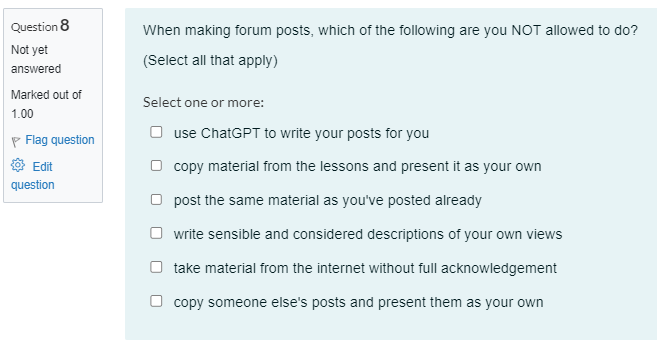 Question 8
Not yet
answered
Marked out of
1.00
Flag question
Edit
question
When making forum posts, which of the following are you NOT allowed to do?
(Select all that apply)
Select one or more:
use ChatGPT to write your posts for you
copy material from the lessons and present it as your own
post the same material as you've posted already
write sensible and considered descriptions of your own views
take material from the internet without full acknowledgement
copy someone else's posts and present them as your own